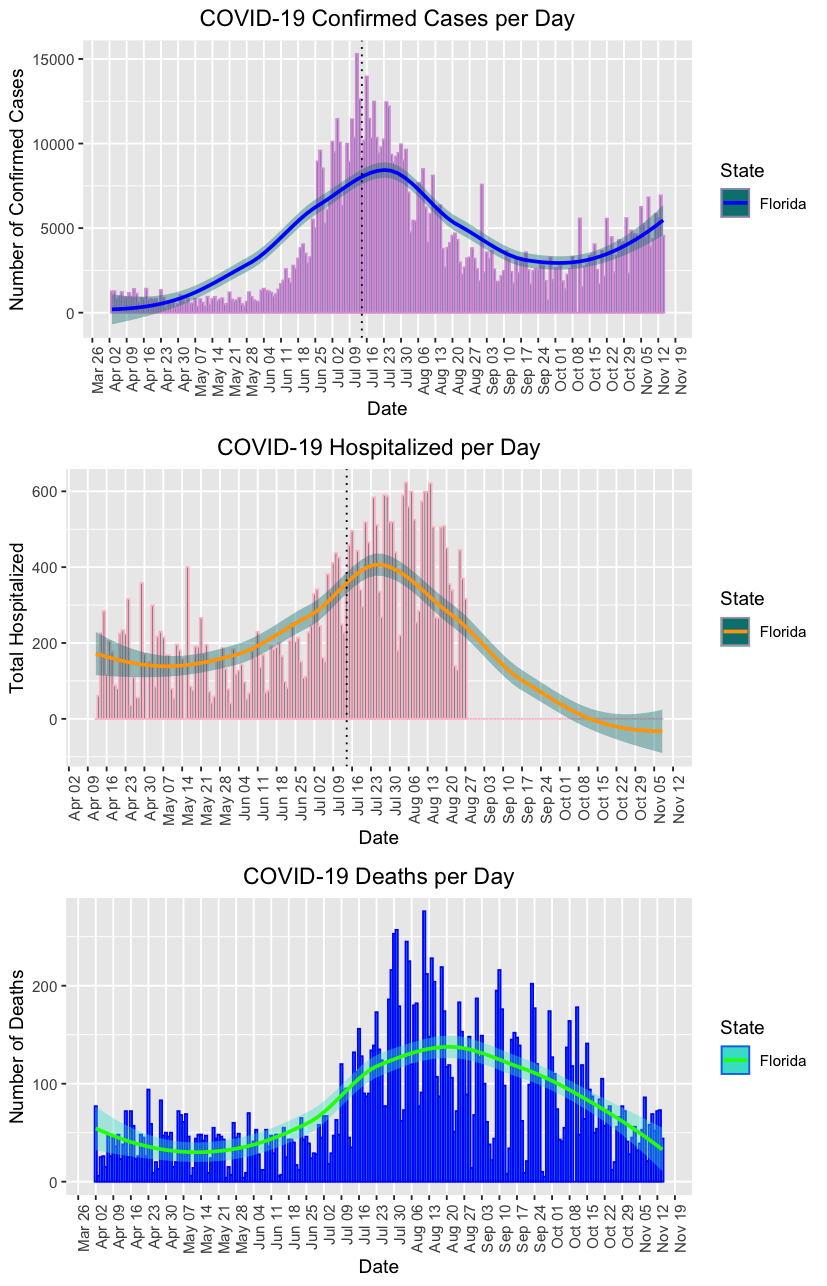 COVID-19 Confirmed Cases per Day
Number of Confirmed Cases
15000
10000
5000
0
Mar 26
Apr 02
Apr 09
Apr 16
Apr 23
Apr 30
May 07
May 14
May 21
May 28
Jun 04
Jun 11
Jun 18
Jun 25
Jul 02
Jul 09
Jul 16
Jul 23
Jul 30
Aug 06
Aug 13
Aug 20
Aug 27
Sep 03
Sep 10
Sep 17
Sep 24
Oct 01
Oct 08
Oct 15
Oct 22
Oct 29
Nov 05
Nov 12
Nov 19
Date
State
Florida
COVID-19 Hospitalized per Day
Total Hospitalized
600
400
200
0
Apr 02
Apr 09
Apr 16
Apr 23
Apr 30
May 07
May 14
May 21
May 28
Jun 04
Jun 11
Jun 18
Jun 25
Jul 02
Jul 09
Jul 16
Jul 23
Jul 30
Aug 06
Aug 13
Aug 20
Aug 27
Sep 03
Sep 10
Sep 17
Sep 24
Oct 01
Oct 08
Oct 15
Oct 22
Oct 29
Nov 05
Nov 12
Date
State
Florida
COVID-19 Deaths per Day
Number of Deaths
200
100
0
Mar 26
Apr 02
Apr 09
Apr 16
Apr 23
Apr 30
May 07
May 14
May 21
May 28
Jun 04
Jun 11
Jun 18
Jun 25
Jul 02
Jul 09
Jul 16
Jul 23
Jul 30
Aug 06
Aug 13
Aug 20
Aug 27
Sep 03
Sep 10
Sep 17
Sep 24
Oct 01
Oct 08
Oct 15
Oct 22
Oct 29
Nov 05
Nov 12
Nov 19
Date
State
Florida